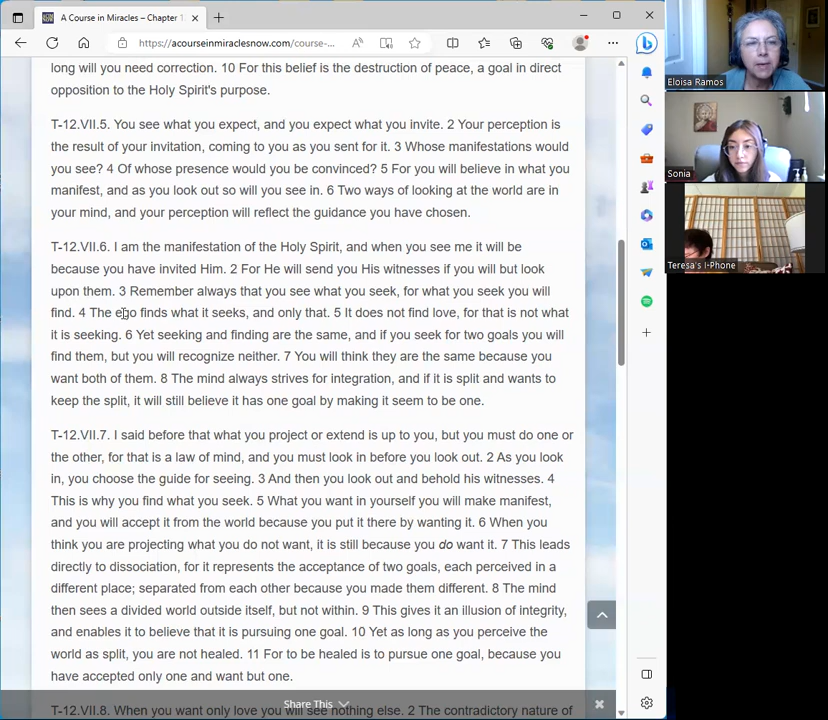 A Course in Miracles – Chapter 1
https://acourseinmiraclesnow.com/course-...
long will you need correction. 10 For this belief is the destruction of peace, a goal in direct
opposition to the Holy Spirit's purpose.
T-12.VII.5. You see what you expect, and you expect what you invite. 2 Your perception is
the result of your invitation, coming to you as you sent for it. 3 Whose manifestations would
you see? 4 Of whose presence would you be convinced? 5 For you will believe in what you
manifest, and as you look out so will you see in. 6 Two ways of looking at the world are in
your mind, and your perception will reflect the guidance you have chosen.
T-12.VII.6. I am the manifestation of the Holy Spirit, and when you see me it will be
because you have invited Him. 2 For He will send you His witnesses if you will but look
upon them. 3 Remember always that you see what you seek, for what you seek you will
find. 4 The ego finds what it seeks, and only that. 5 It does not find love, for that is not what
it is seeking. 6 Yet seeking and finding are the same, and if you seek for two goals you will
find them, but you will recognize neither. 7 You will think they are the same because you
want both of them. 8 The mind always strives for integration, and if it is split and wants to
keep the split, it will still believe it has one goal by making it seem to be one.
T-12.VII.7. I said before that what you project or extend is up to you, but you must do one or
the other, for that is a law of mind, and you must look in before you look out. 2 As you look
in, you choose the guide for seeing. 3 And then you look out and behold his witnesses. 4
This is why you find what you seek. 5 What you want in yourself you will make manifest,
and you will accept it from the world because you put it there by wanting it. 6 When you
think you are projecting what you do not want, it is still because you do want it. 7 This leads
directly to dissociation, for it represents the acceptance of two goals, each perceived in a
different place; separated from each other because you made them different. 8 The mind
then sees a divided world outside itself, but not within. 9 This gives it an illusion of integrity,
and enables it to believe that it is pursuing one goal. 10 Yet as long as you perceive the
world as split, you are not healed. 11 For to be healed is to pursue one goal, because you
have accepted only one and want but one.
T-12.VII.8. When you want only love you will see nothing else. 2 The contradictory nature of
Share This
Eloisa Ramos
Sonia
Teresa's I-Phone